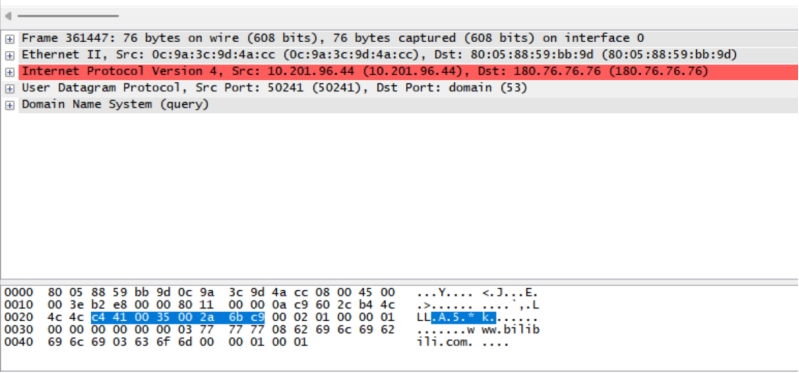 Frame 361447: 76 bytes on wire (608 bits), 76 bytes captured (608 bits) on interface 0
Ethernet II, Src: 0c:9a:3c:9d:4a:cc (0c:9a:3c:9d:4a:cc), Dst: 80:05:88:59:bb:9d (80:05:88:59:bb:9d)
Internet Protocol Version 4, Src: 10.201.96.44 (10.201.96.44), Dst: 180.76.76.76 (180.76.76.76)
User Datagram Protocol, Src Port: 50241 (50241), Dst Port: domain (53)
Domain Name System (query)
0000 80 05 88 59 bb 9d 0c 9a 3c 9d 4a cc 08 00 45 00 ...Y.... <.J...E.
0010 00 3e b2 e8 00 00 80 11 00 00 0a c9 60 2c b4 4c .>...... ....`,.L
0020 4c 4c c4 41 00 35 00 2a 6b c9 00 02 01 00 00 01 LL.A.5.* k.......
0030 00 00 00 00 00 00 03 77 77 77 08 62 69 6c 69 62 .......w ww.bilib
0040 69 6c 69 03 63 6f 6d 00 00 01 00 01 ili.com. ....